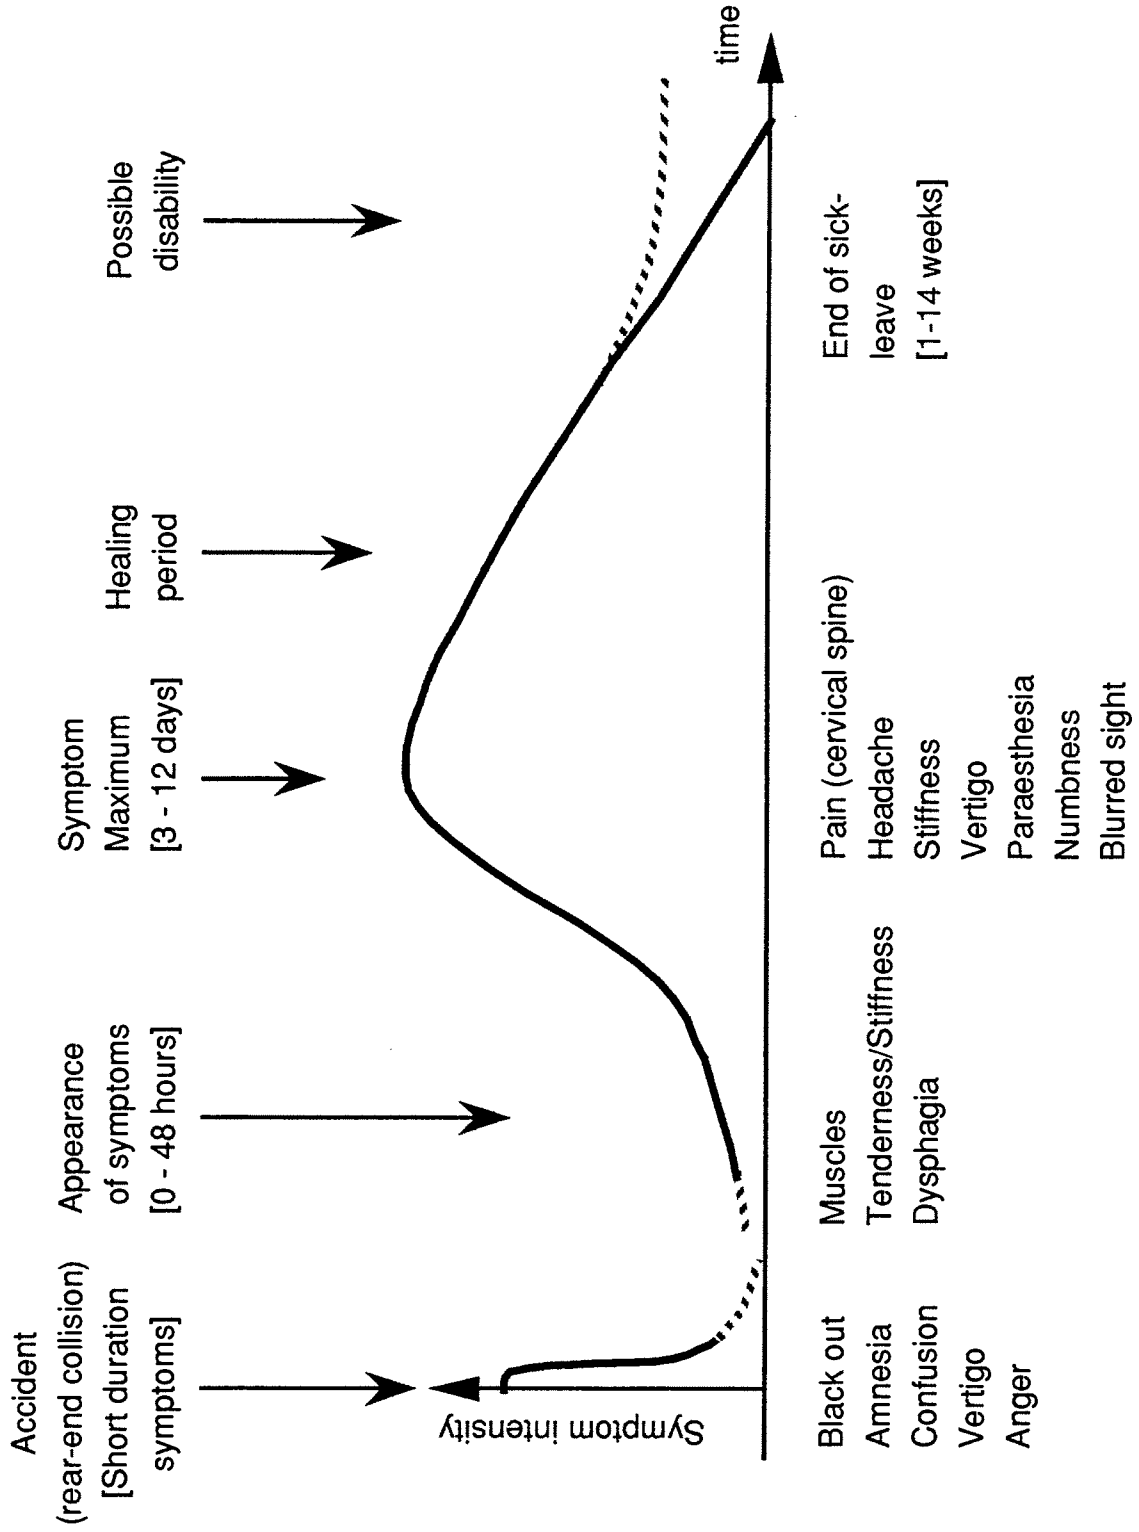 Accident
(rear-end collision)
[Short duration
symptoms]
Appearance
of symptoms
[0 - 48 hours]
Symptom
Maximum
[3 - 12 days]
Healing
period
Possible
disability
Symptom intensity
time
Black out
Amnesia
Confusion
Vertigo
Anger
Muscles
Tenderness/Stiffness
Dysphagia
Pain (cervical spine)
Headache
Stiffness
Vertigo
Paraesthesia
Numbness
Blurred sight
End of sick-
leave
[1-14 weeks]